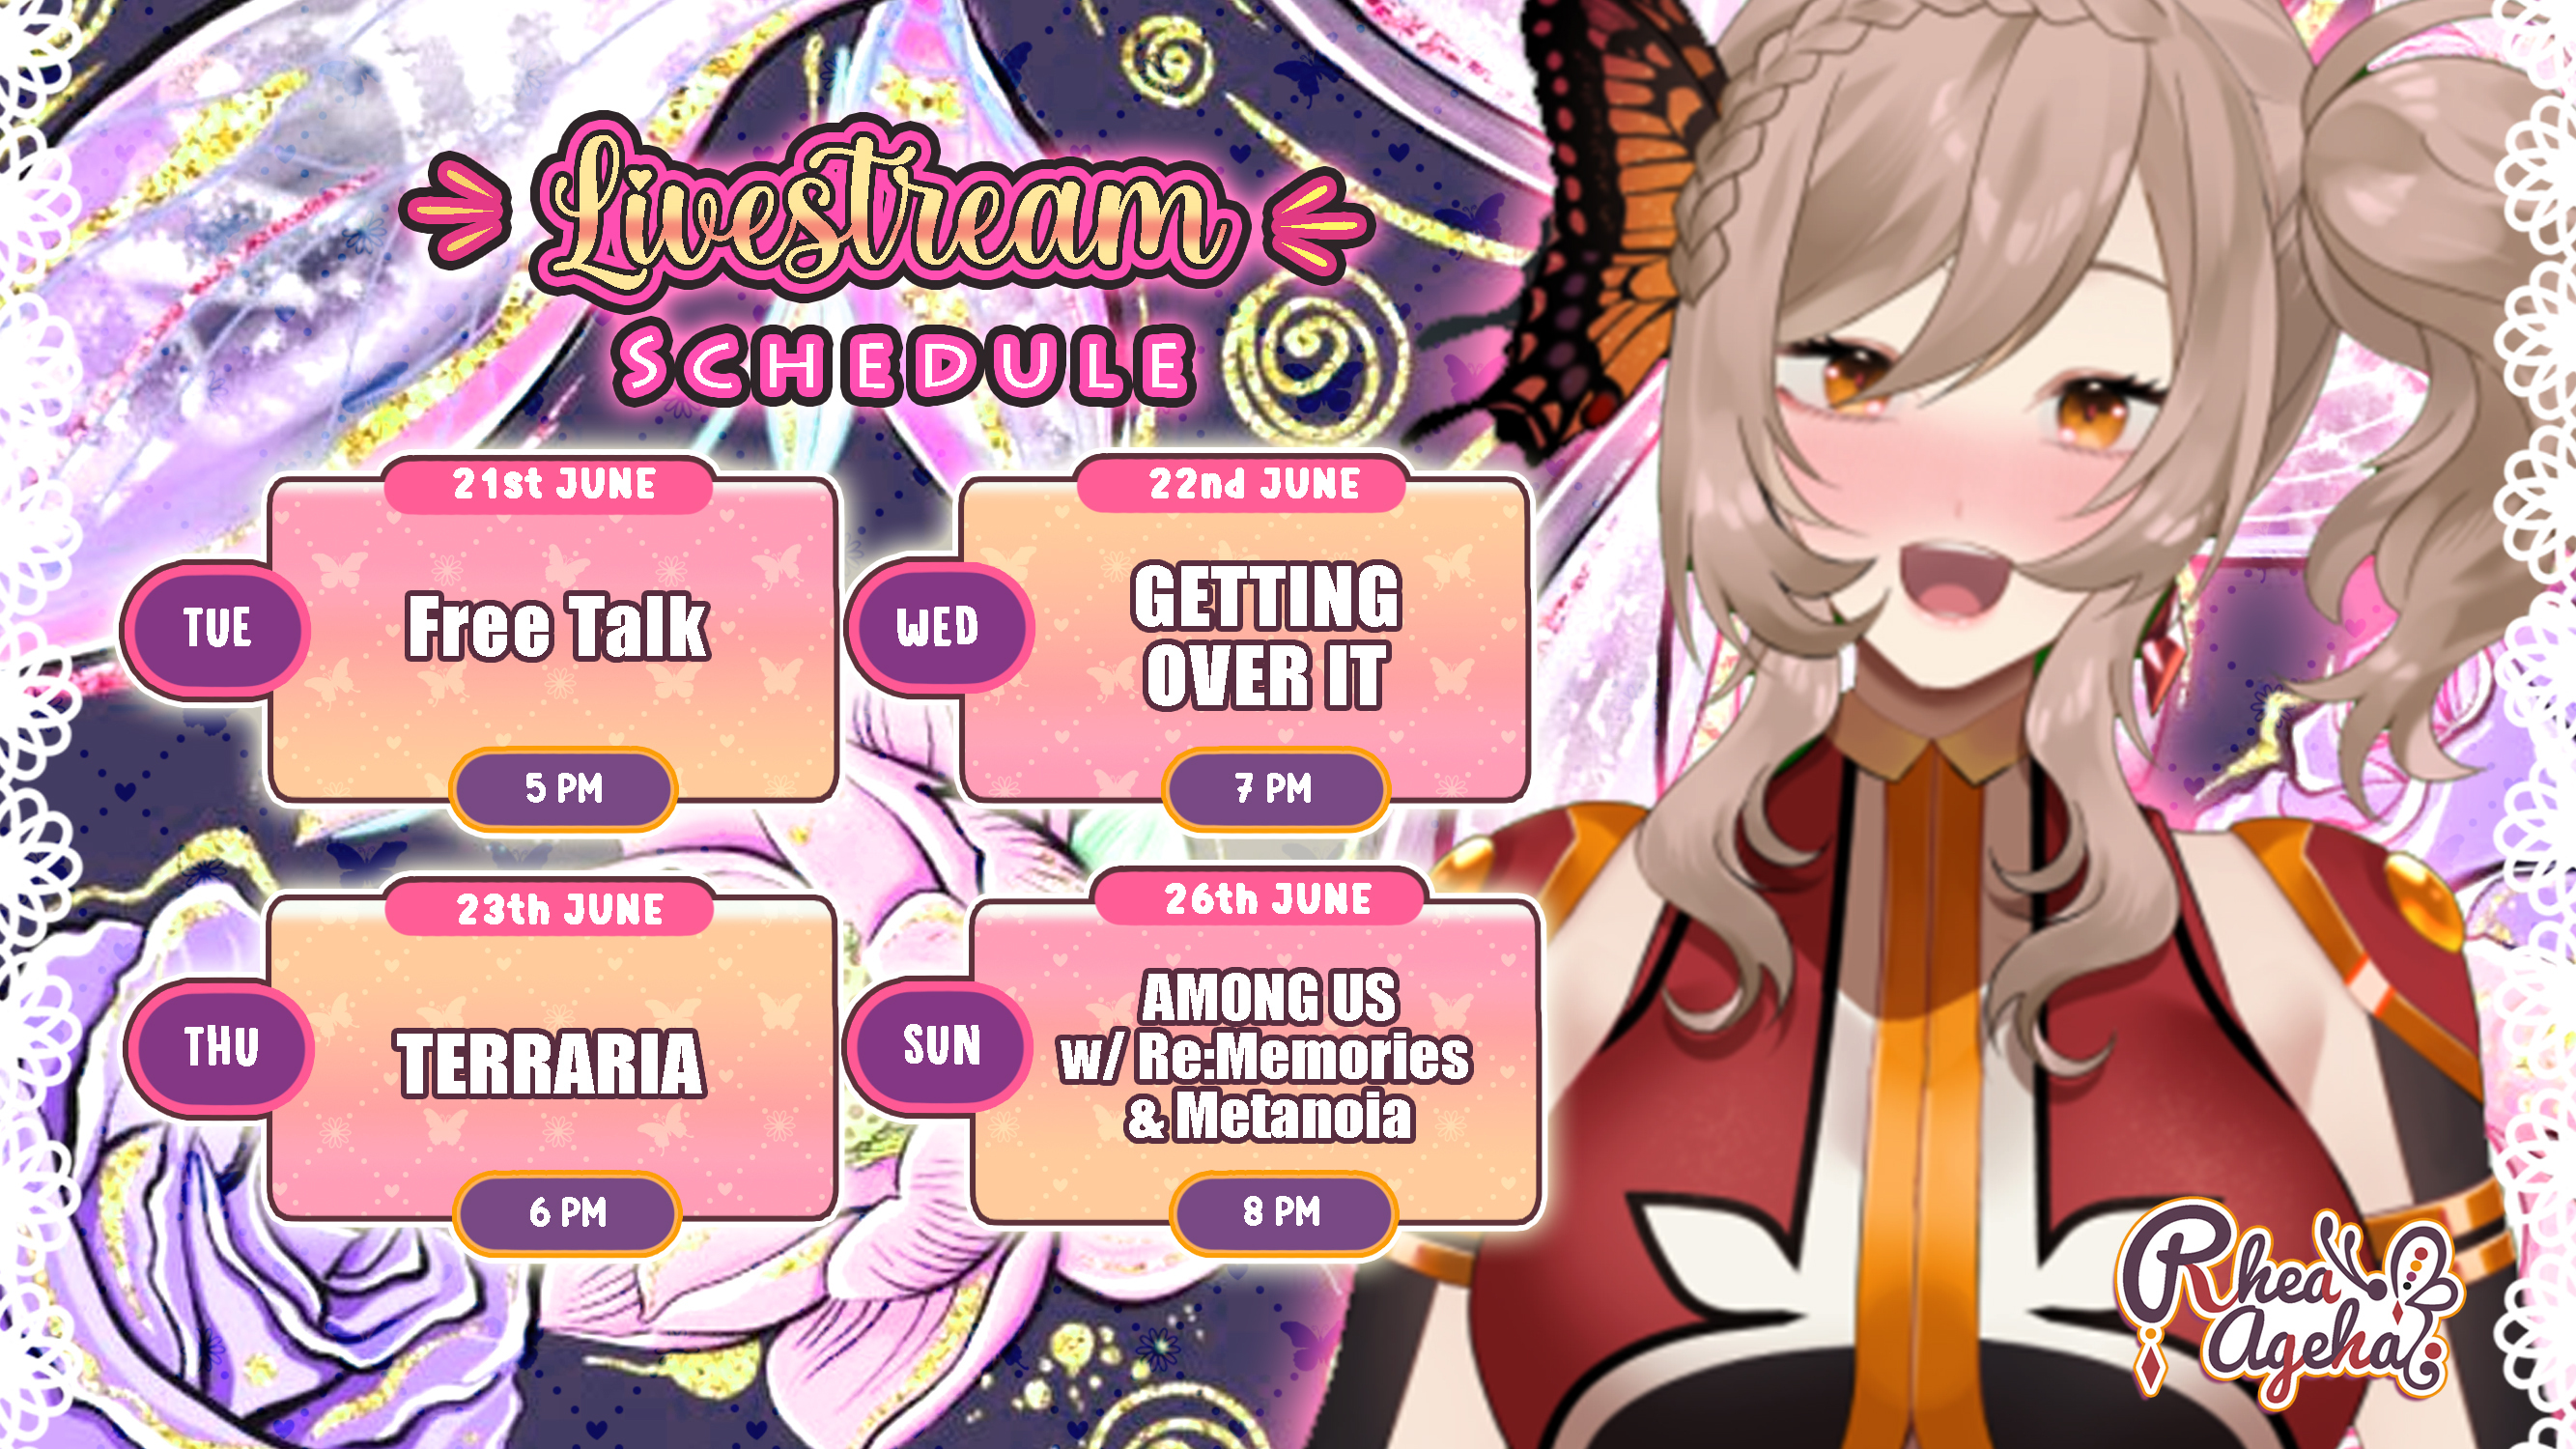 Livestream
SCHEDULE
21st JUNE
TUE
Free Talk
5 PM
22nd JUNE
WED
GETTING
OVER IT
7 PM
23th JUNE
THU
TERRARIA
6 PM
26th JUNE
SUN
AMONG US
w/ Re:Memories
& Metanoia
8 PM
Rhea
Ageha